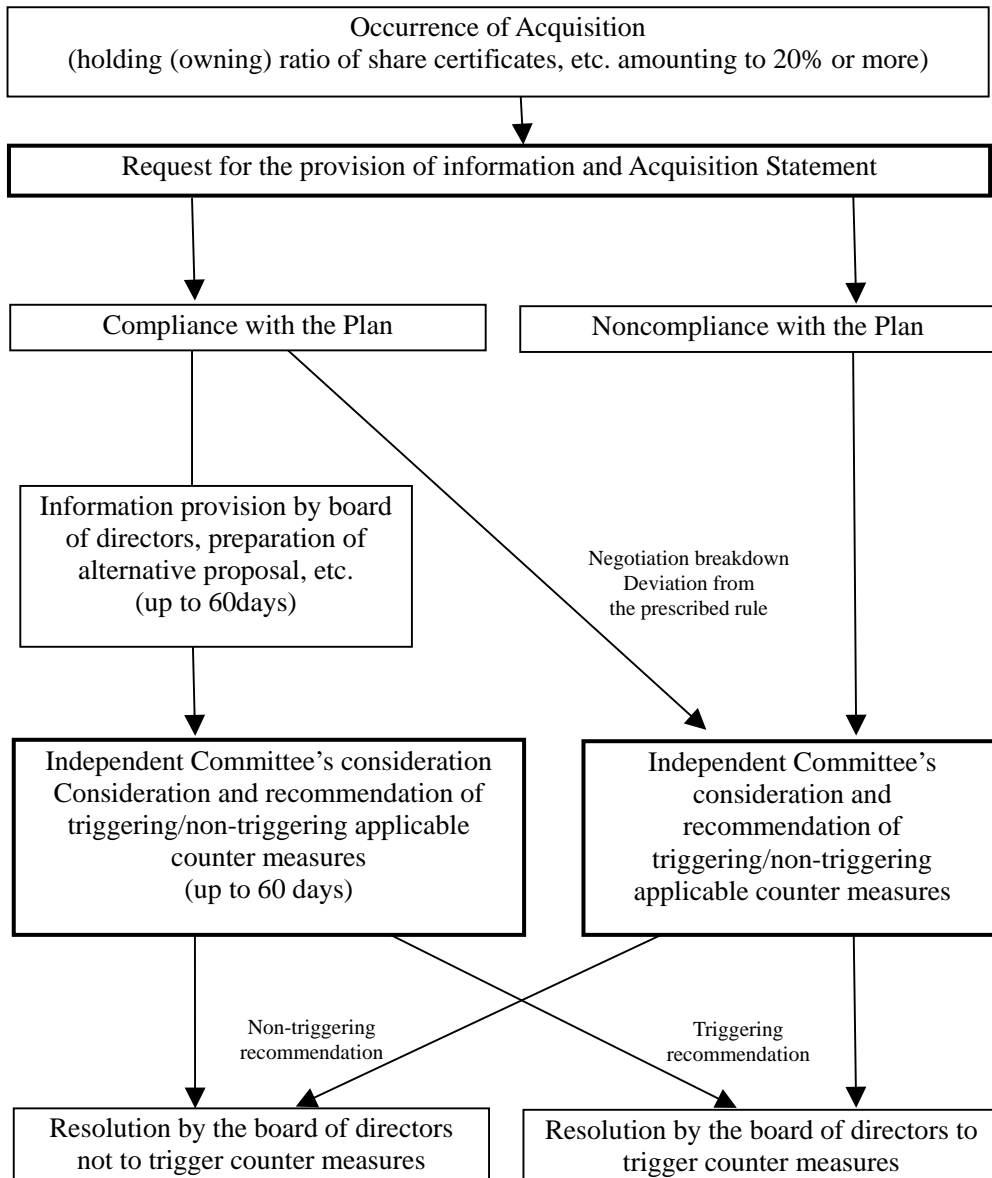 Occurrence of Acquisition
(holding (owning) ratio of share certificates, etc. amounting to 20% or more)
Request for the provision of information and Acquisition Statement
Compliance with the Plan
Noncompliance with the Plan
Information provision by board
of directors, preparation of
alternative proposal, etc.
(up to 60days)
Negotiation breakdown
Deviation from
the prescribed rule
Independent Committee's consideration
Consideration and recommendation of
triggering/non-triggering applicable
counter measures
(up to 60 days)
Independent Committee's
consideration and
recommendation of
triggering/non-triggering
applicable counter measures
Non-triggering
recommendation
Triggering
recommendation
Resolution by the board of directors
not to trigger counter measures
Resolution by the board of directors to
trigger counter measures